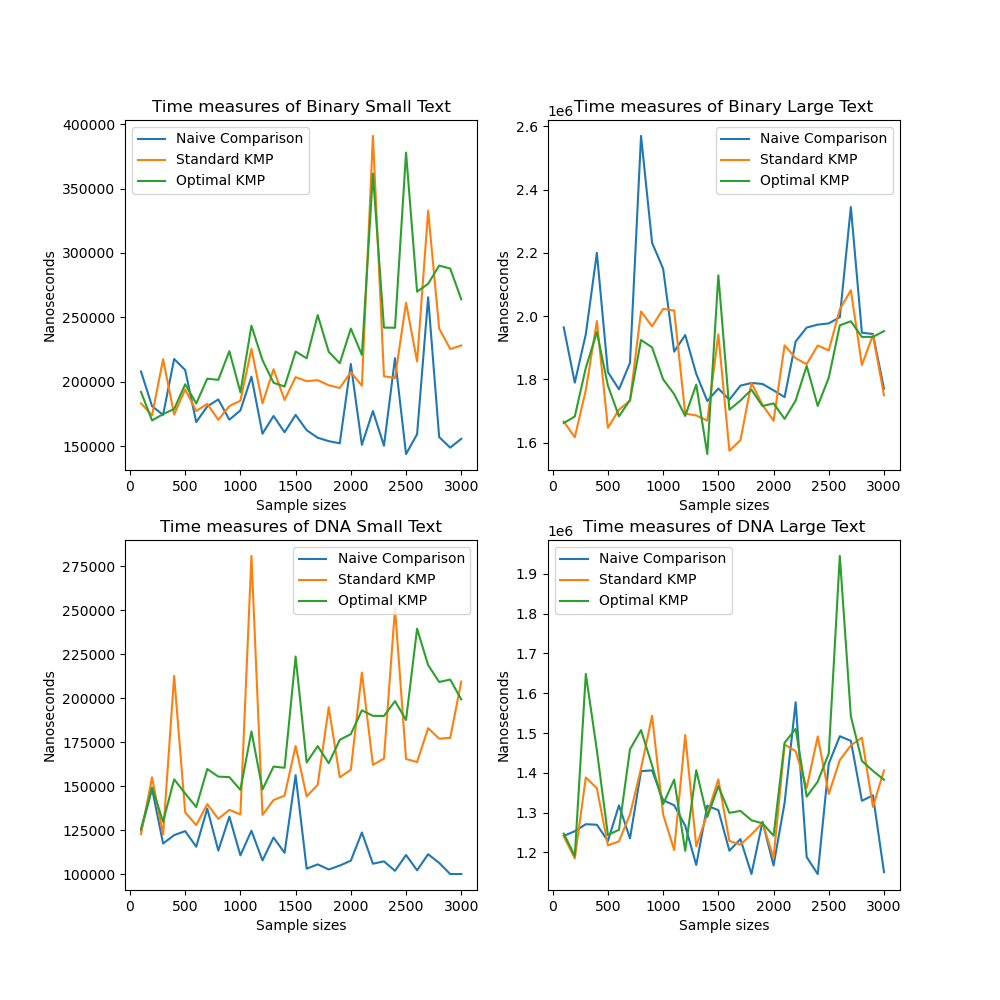 Time measures of Binary Small Text
400000
350000
300000
250000
200000
150000
Nanoseconds
Naive Comparison
Standard KMP
Optimal KMP
0 500 1000 1500 2000 2500 3000
Sample sizes
1e6
Time measures of Binary Large Text
2.6
2.4
2.2
2.0
1.8
1.6
Nanoseconds
Naive Comparison
Standard KMP
Optimal KMP
0 500 1000 1500 2000 2500 3000
Sample sizes
Time measures of DNA Small Text
275000
250000
225000
200000
175000
150000
125000
100000
Nanoseconds
Naive Comparison
Standard KMP
Optimal KMP
0 500 1000 1500 2000 2500 3000
Sample sizes
1e6
Time measures of DNA Large Text
1.9
1.8
1.7
1.6
1.5
1.4
1.3
1.2
Nanoseconds
Naive Comparison
Standard KMP
Optimal KMP
0 500 1000 1500 2000 2500 3000
Sample sizes